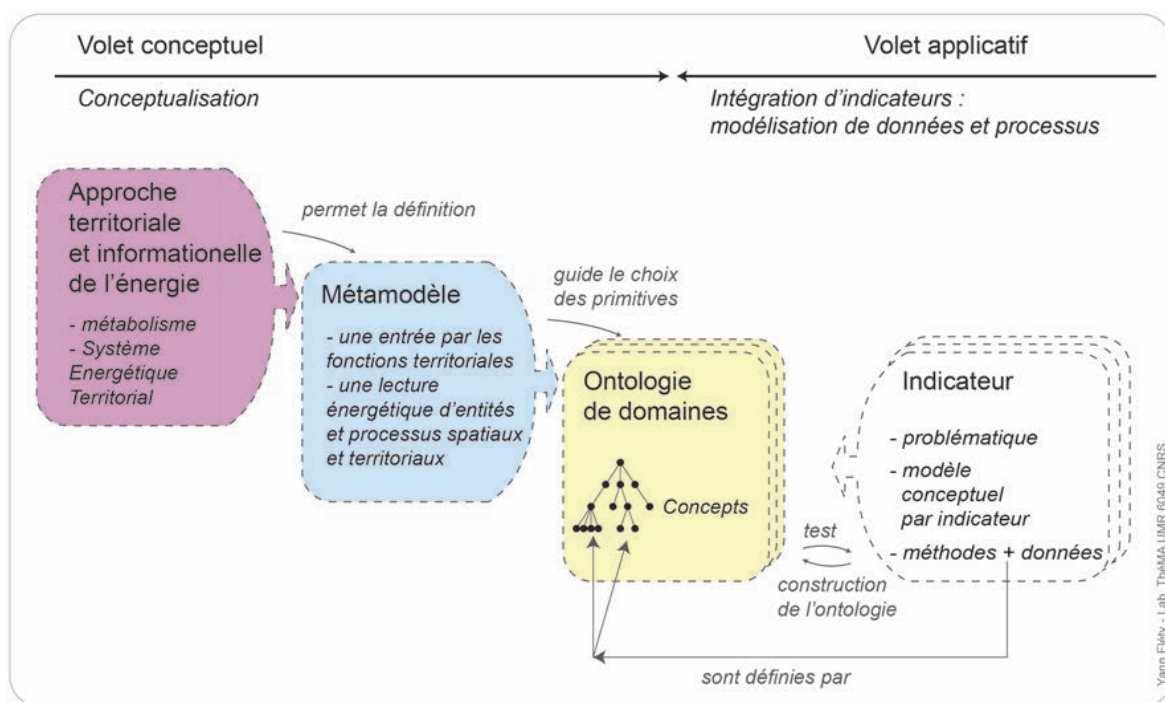 Volet conceptuel
Volet applicatif
Conceptualisation
Intégration d'indicateurs :
modélisation de données et processus
Approche
territoriale
et informationelle
de l'énergie
- métabolisme
- Système
Energétique
Territorial
permet la définition
Métamodèle
- une entrée par les
fonctions territoriales
- une lecture
énergétique d'entités
et processus spatiaux
et territoriaux
guide le choix
des primitives
Ontologie
de domaines
Concepts
Indicateur
- problématique
- modèle
conceptuel
par indicateur
- méthodes + données
test
construction
de l'ontologie
sont définies par
Yann Fléty - Lab. ThéMA UMR 6049 CNRS